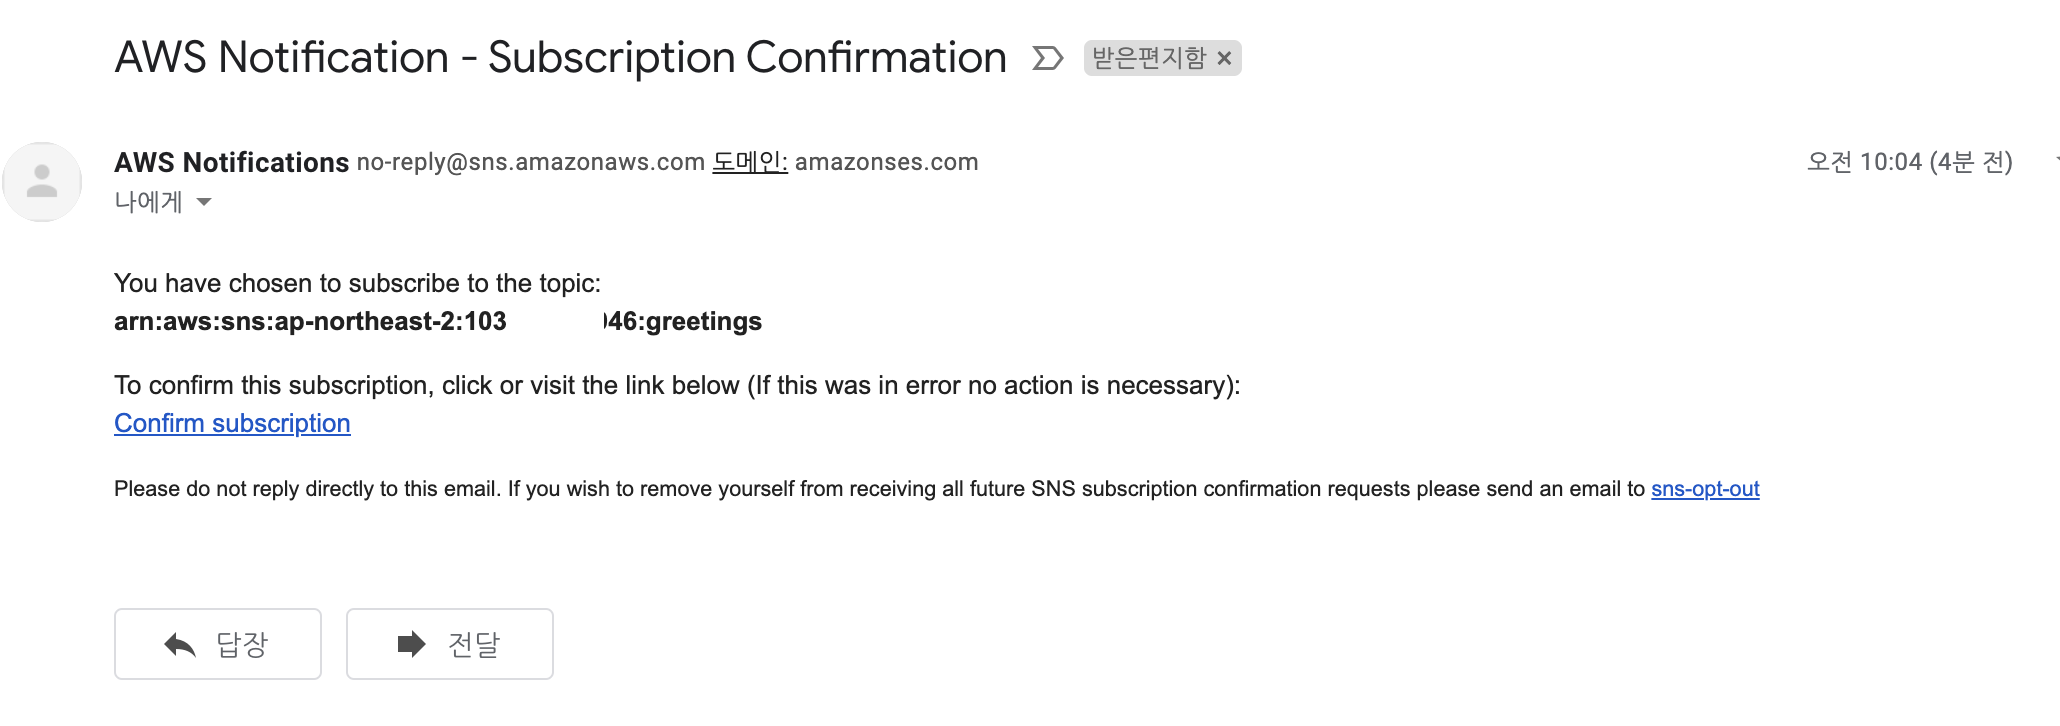 AWS Notification - Subscription Confirmation 받은편지함 ×
AWS Notifications no-reply@sns.amazonaws.com 도메인: amazonses.com 오전 10:04 (4분 전)
나에게
You have chosen to subscribe to the topic:
arn:aws:sns:ap-northeast-2:103 46:greetings
To confirm this subscription, click or visit the link below (If this was in error no action is necessary):
Confirm subscription
Please do not reply directly to this email. If you wish to remove yourself from receiving all future SNS subscription confirmation requests please send an email to sns-opt-out
답장 전달